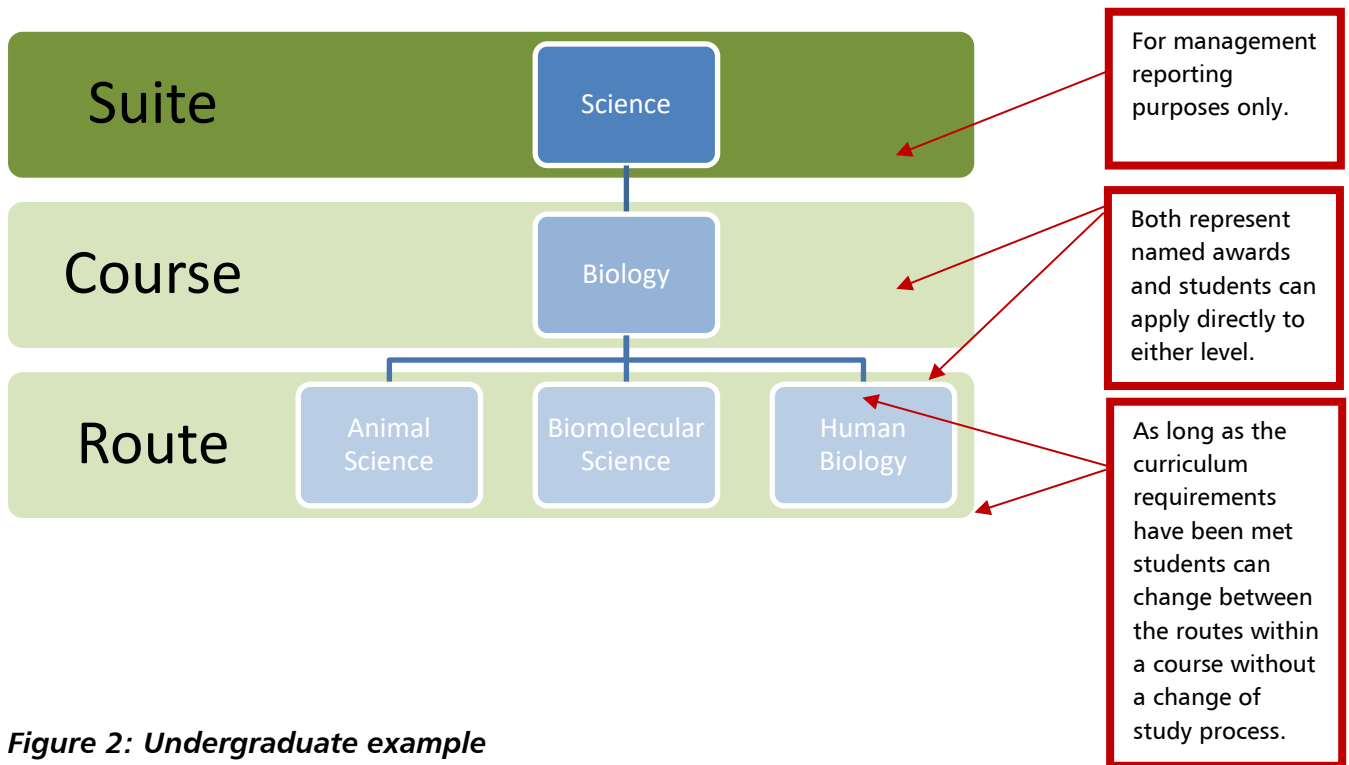 Suite
Science
For management
reporting
purposes only.
Course
Biology
Both represent
named awards
and students can
apply directly to
either level.
Route
Animal
Science
Biomolecular
Science
Human
Biology
As long as the
curriculum
requirements
have been met
students can
change between
the routes within
a course without
a change of
study process.
Figure 2: Undergraduate example